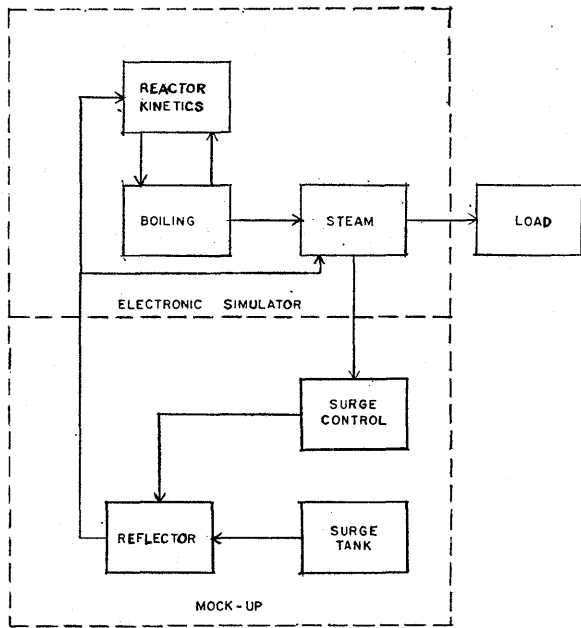 REACTOR
KINETICS
BOILING
STEAM
LOAD
ELECTRONIC SIMULATOR
SURGE
CONTROL
REFLECTOR
SURGE
TANK
MOCK-UP